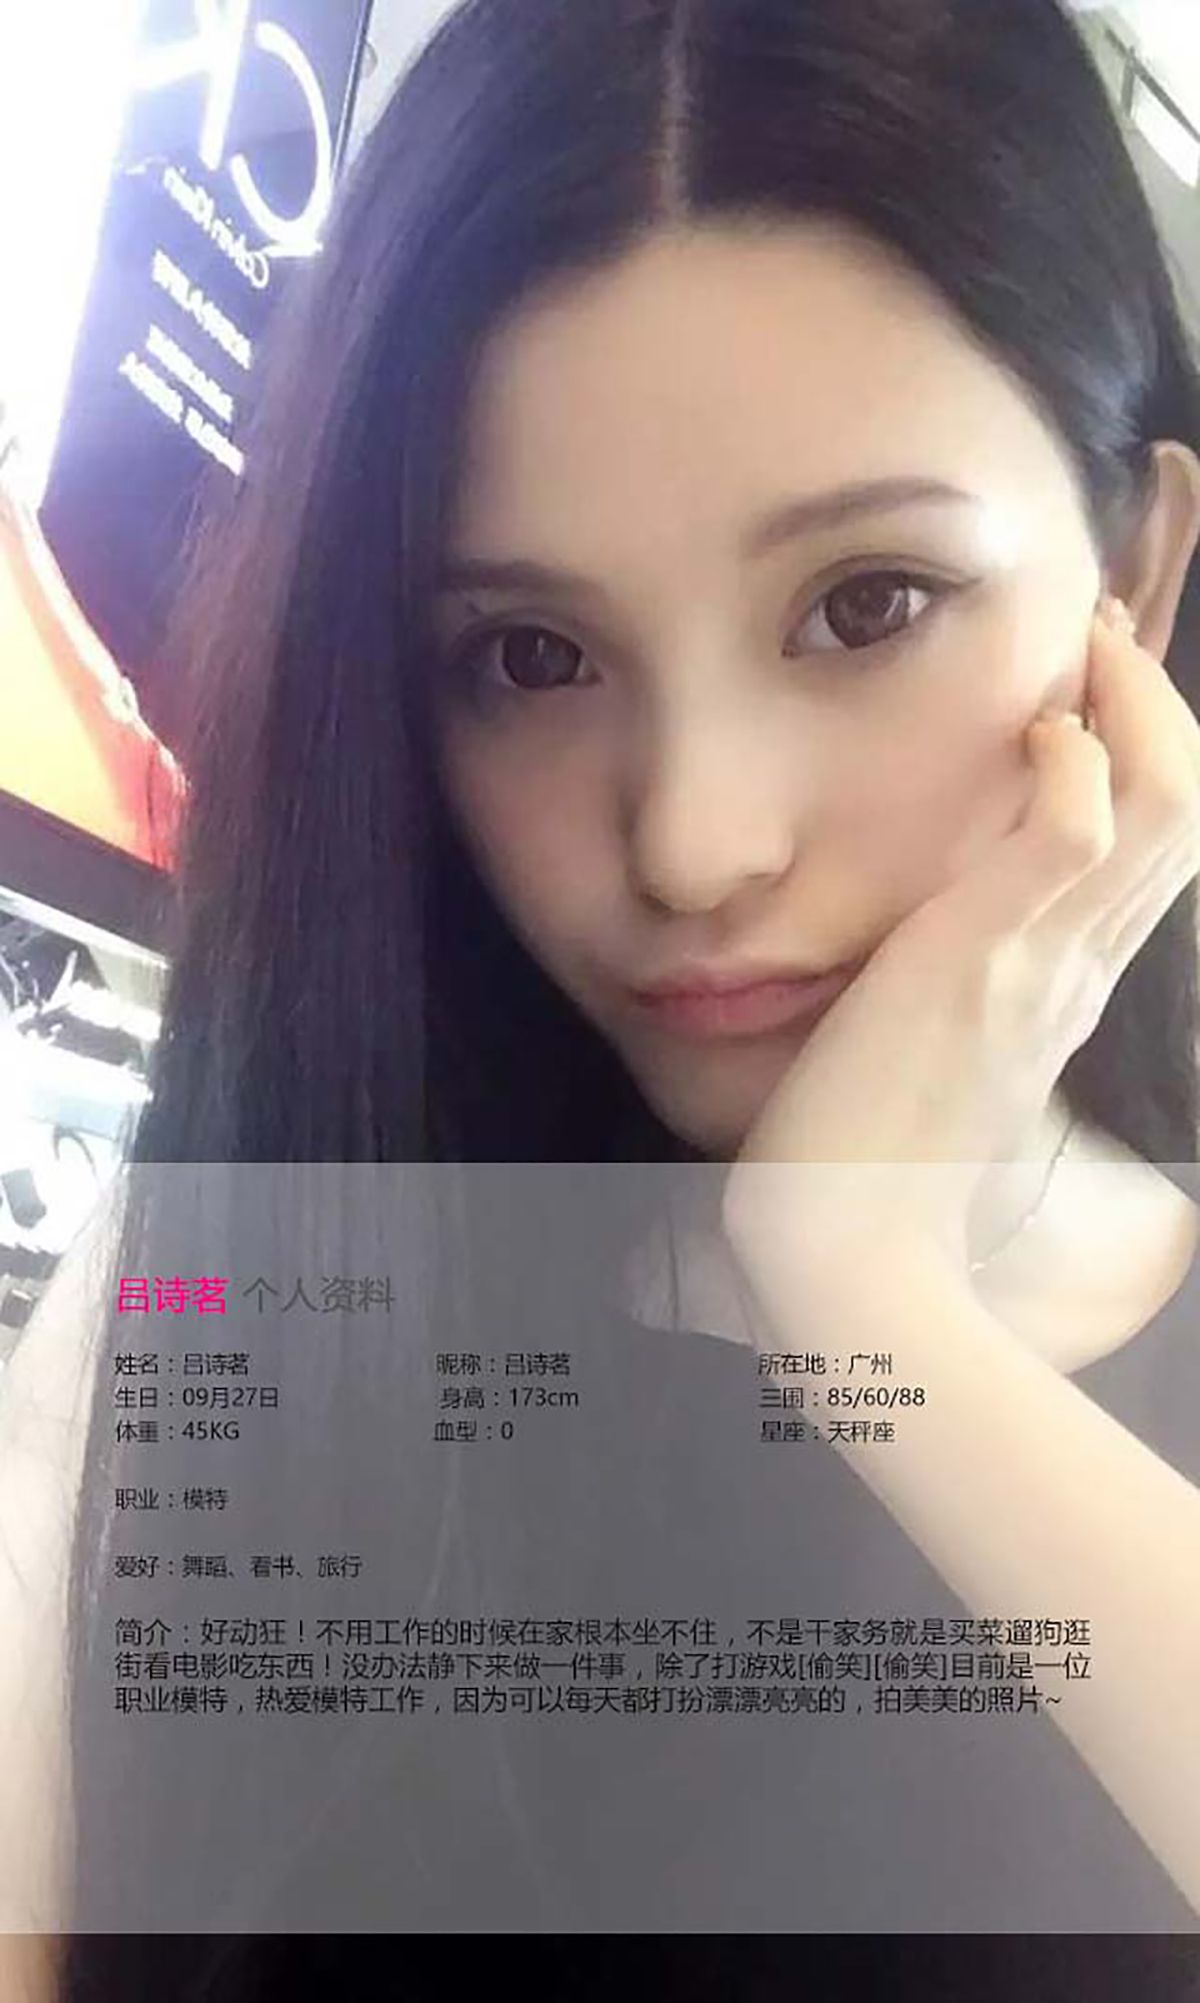 Calvin Klein
吕诗茗 个人资料
姓名：吕诗茗 昵称：吕诗茗 所在地：广州
生日：09月27日 身高：173cm 三围：85/60/88
体重：45KG 血型：O 星座：天秤座
职业：模特
爱好：舞蹈、看书、旅行
简介：好动狂！不用工作的时候在家根本坐不住，不是干家务就是买菜遛狗逛
街看电影吃东西！没办法静下来做一件事，除了打游戏[偷笑][偷笑]目前是一位
职业模特，热爱模特工作，因为可以每天都打扮漂漂亮亮的，拍美美的照片~